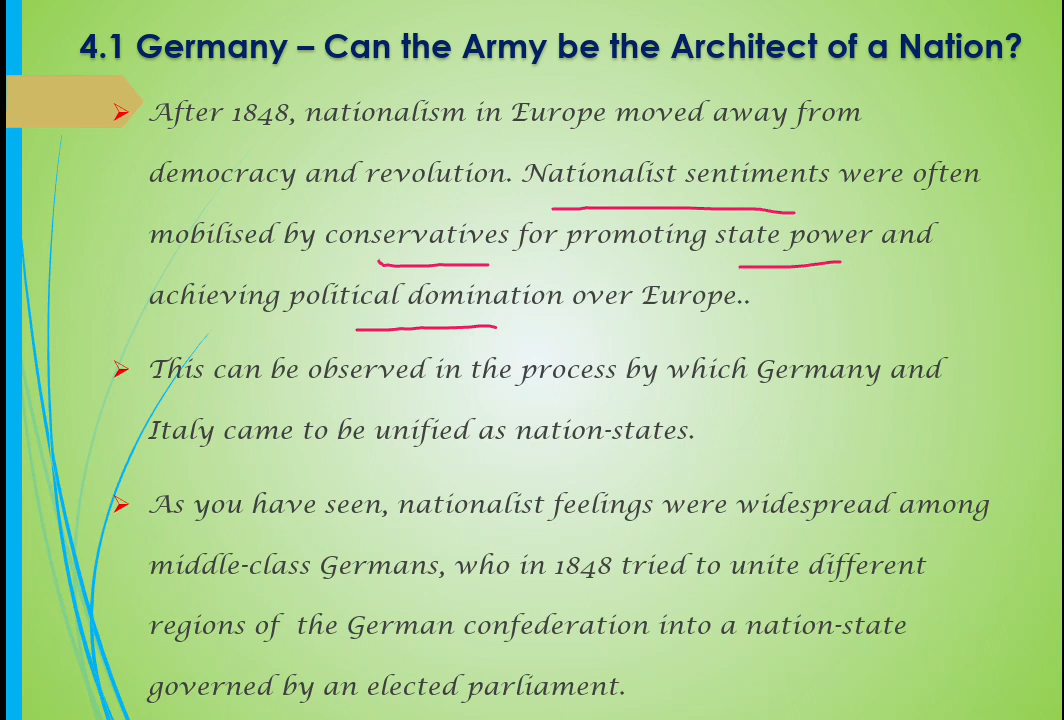 4.1 Germany – Can the Army be the Architect of a Nation?
After 1848, nationalism in Europe moved away from
democracy and revolution. Nationalist sentiments were often
mobilised by conservatives for promoting state power and
achieving political domination over Europe..
This can be observed in the process by which Germany and
Italy came to be unified as nation-states.
As you have seen, nationalist feelings were widespread among
middle-class Germans, who in 1848 tried to unite different
regions of the German confederation into a nation-state
governed by an elected parliament.